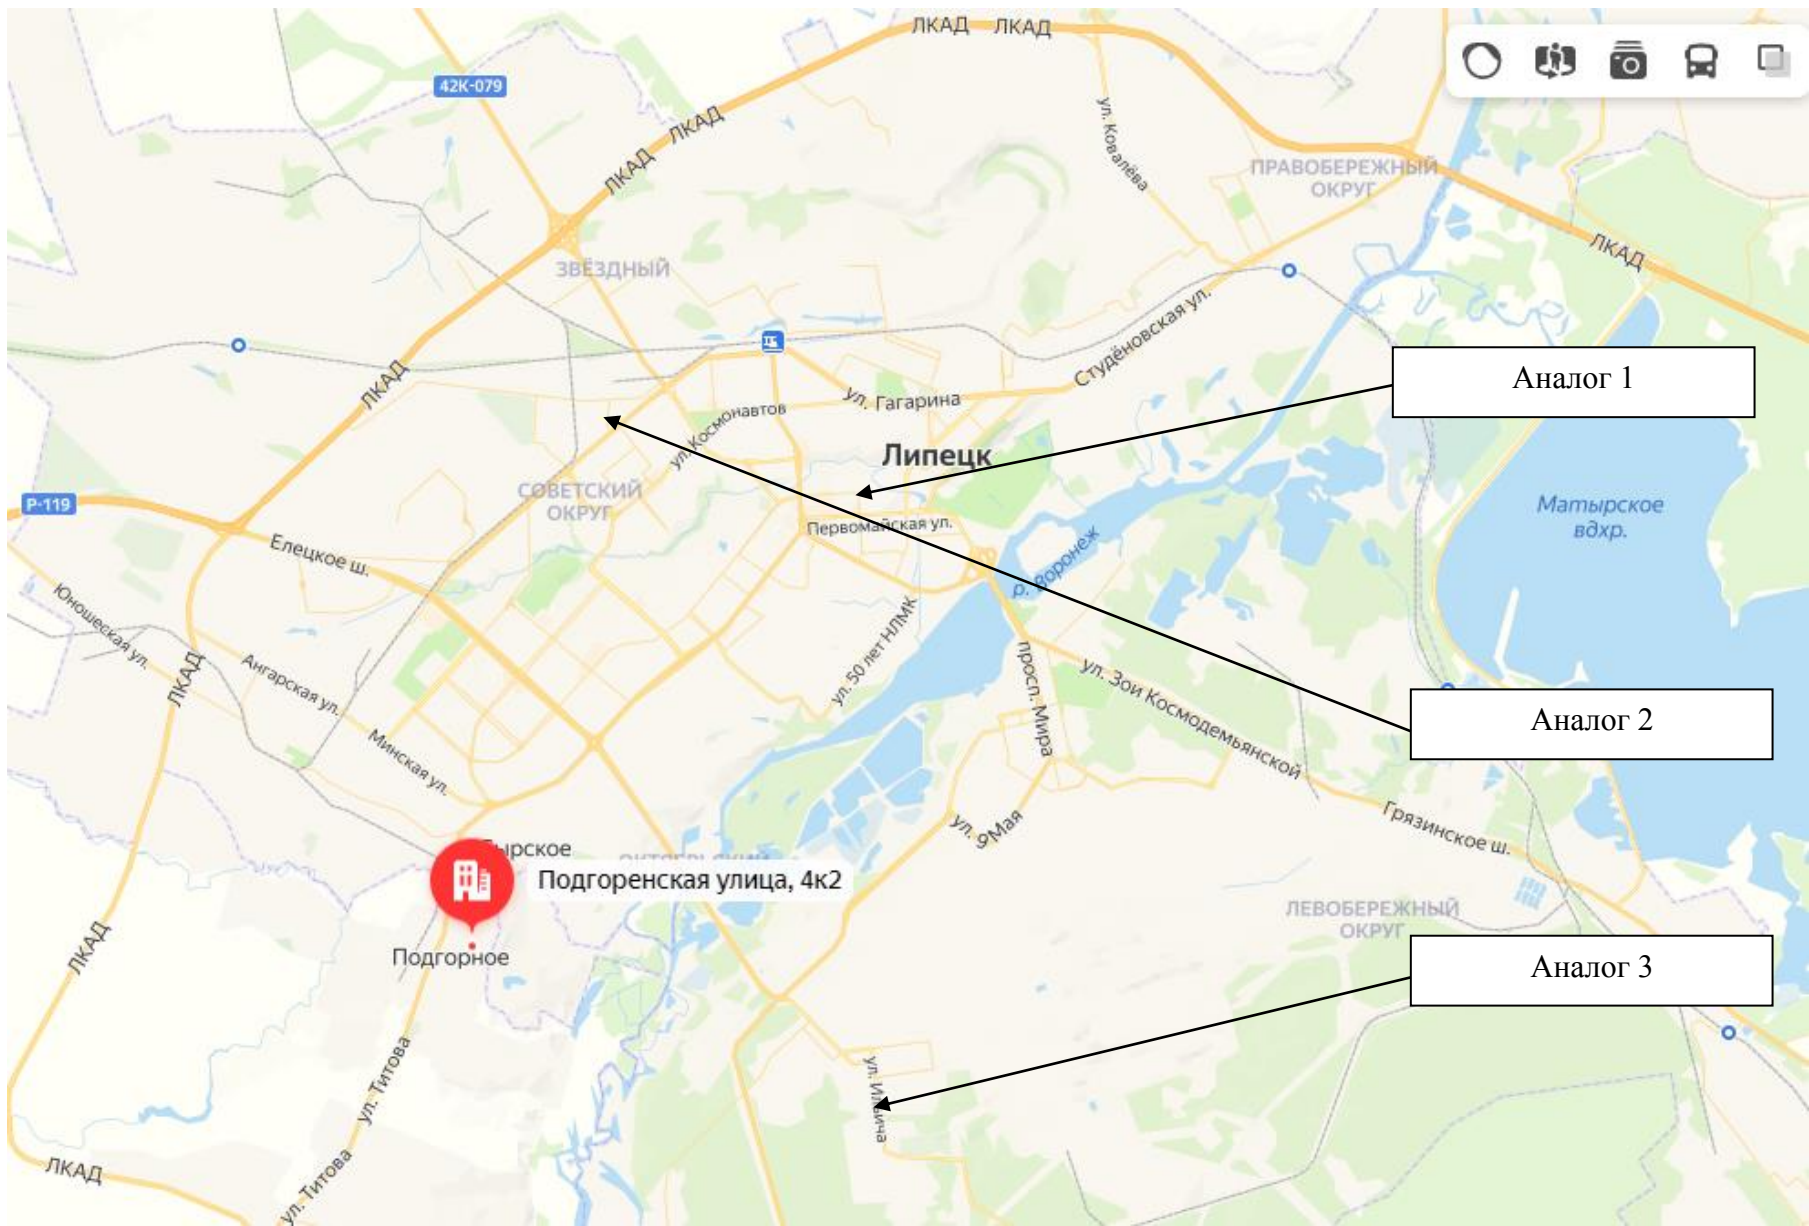 ЛКАД
ЛКАД
42К-079
ЛКАД
ул. Ковалёва
ПРАВОБЕРЕЖНЫЙ
ОКРУГ
ЛКАД
ЛКАД
ЗВЁЗДНЫЙ
Студёновская ул.
ЛКАД
Аналог 1
ул. Гагарина
ул. Космонавтов
Липецк
СОВЕТСКИЙ
ОКРУГ
Р-119
Матырское
вдхр.
Первомайская ул.
Елецкое ш.
р. Воронеж
Юношеская ул.
ул. 50 лет НЛМК
Ангарская ул.
ЛКАД
просп. Мира
ул. Зои Космодемьянской
Аналог 2
Минская ул.
ул. 9 Мая
Грязинское ш.
Подгоренская улица, 4к2
ЛЕВОБЕРЕЖНЫЙ
ОКРУГ
ЛКАД
Подгорное
Аналог 3
ул. Титова
ул. Ильича
ЛКАД
ул. Титова